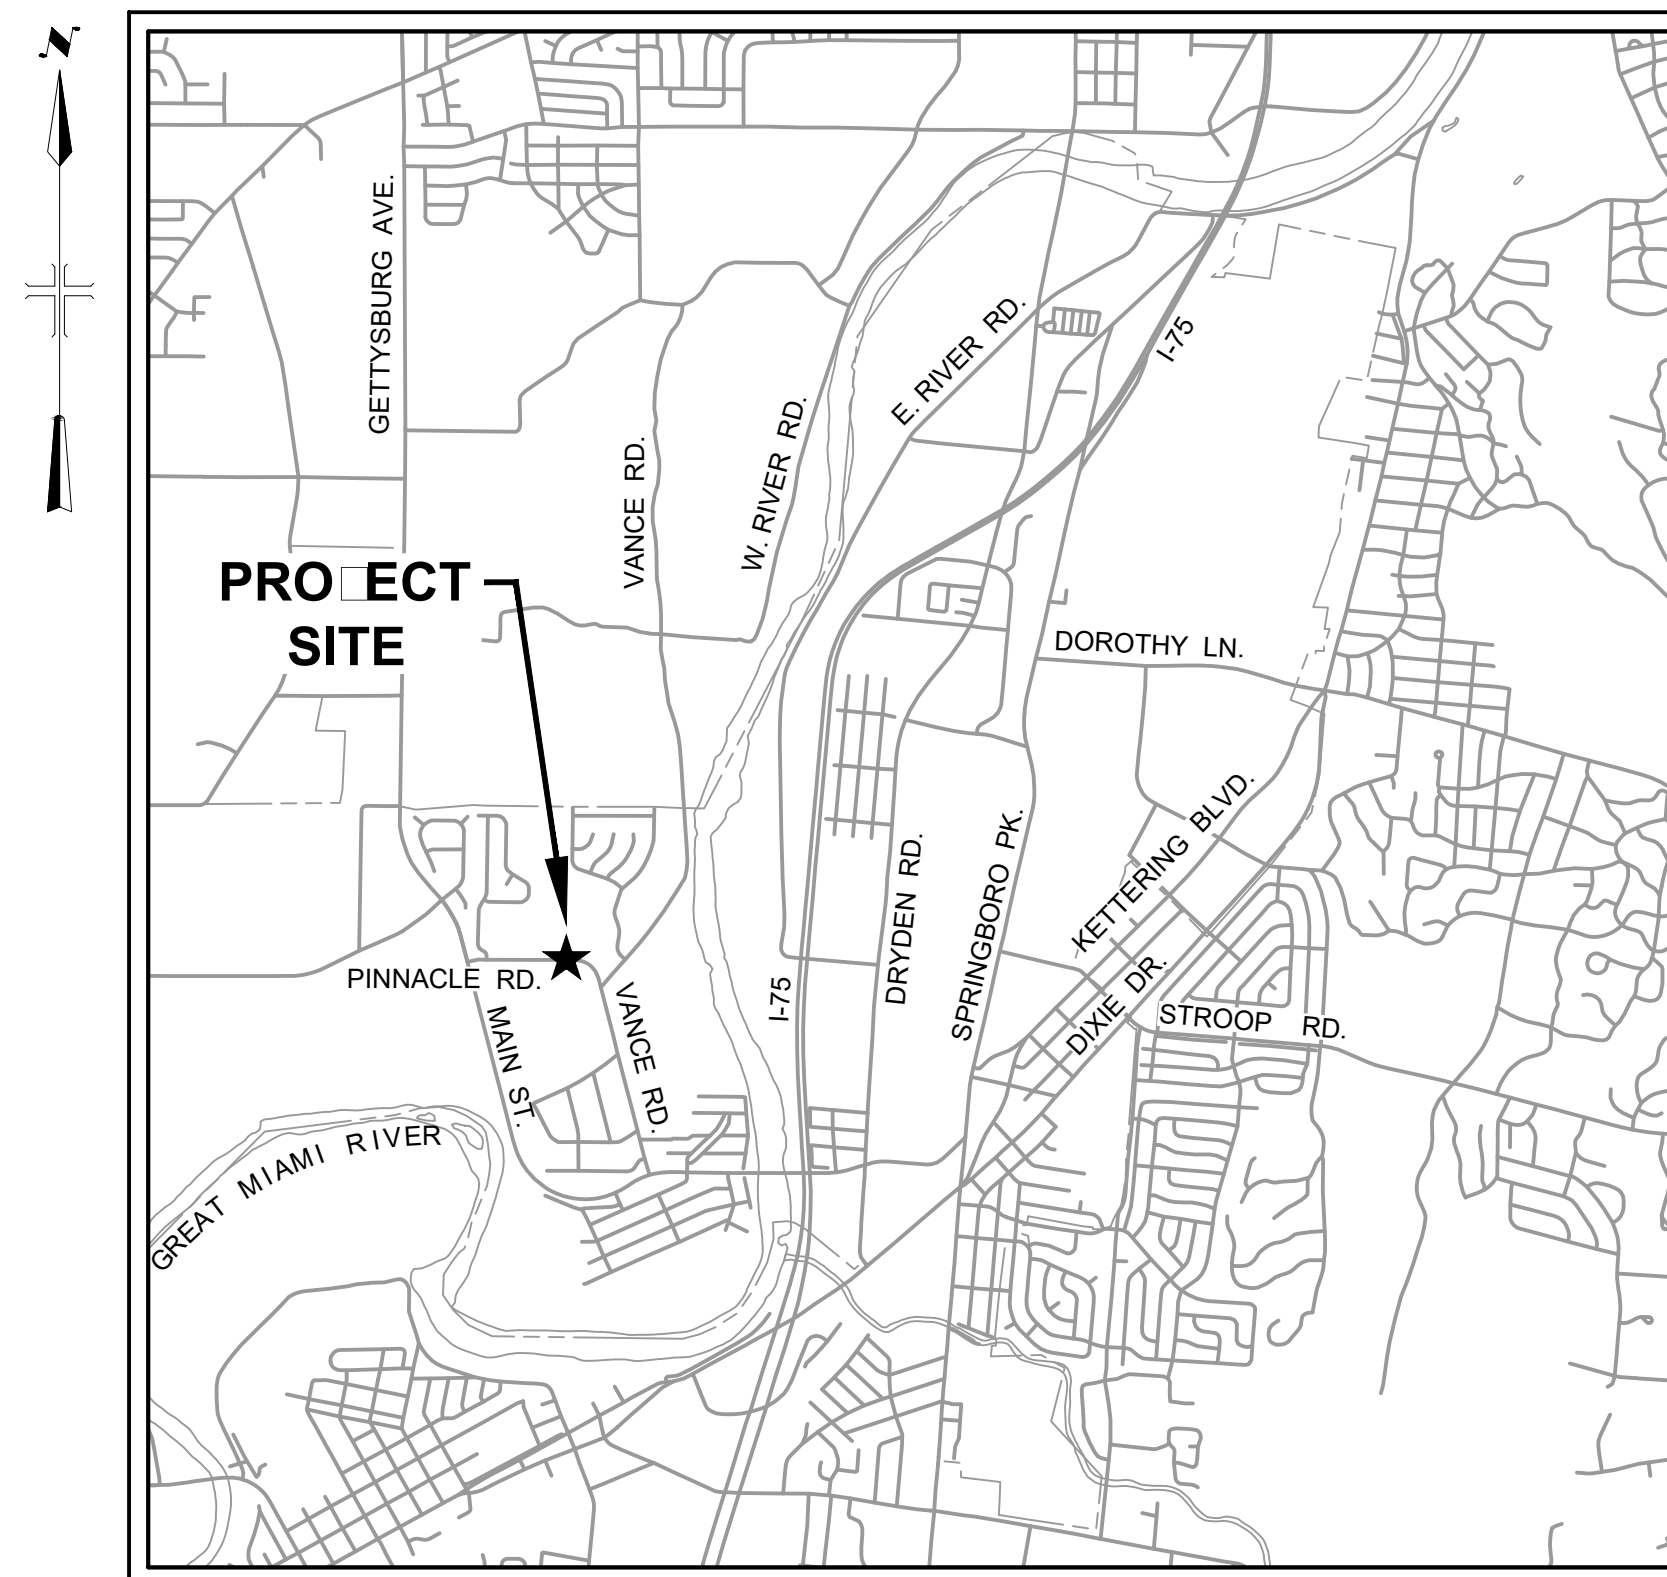 N
GETTYSBURG AVE.
E. RIVER RD.
I-75
VANCE RD.
W. RIVER RD.
PRO□ECT
SITE
DOROTHY LN.
KETTERING BLVD.
SPRINGBORO PK.
DRYDEN RD.
PINNACLE RD.
I-75
DIXIE DR.
STROOP RD.
MAIN ST.
VANCE RD.
GREAT MIAMI RIVER